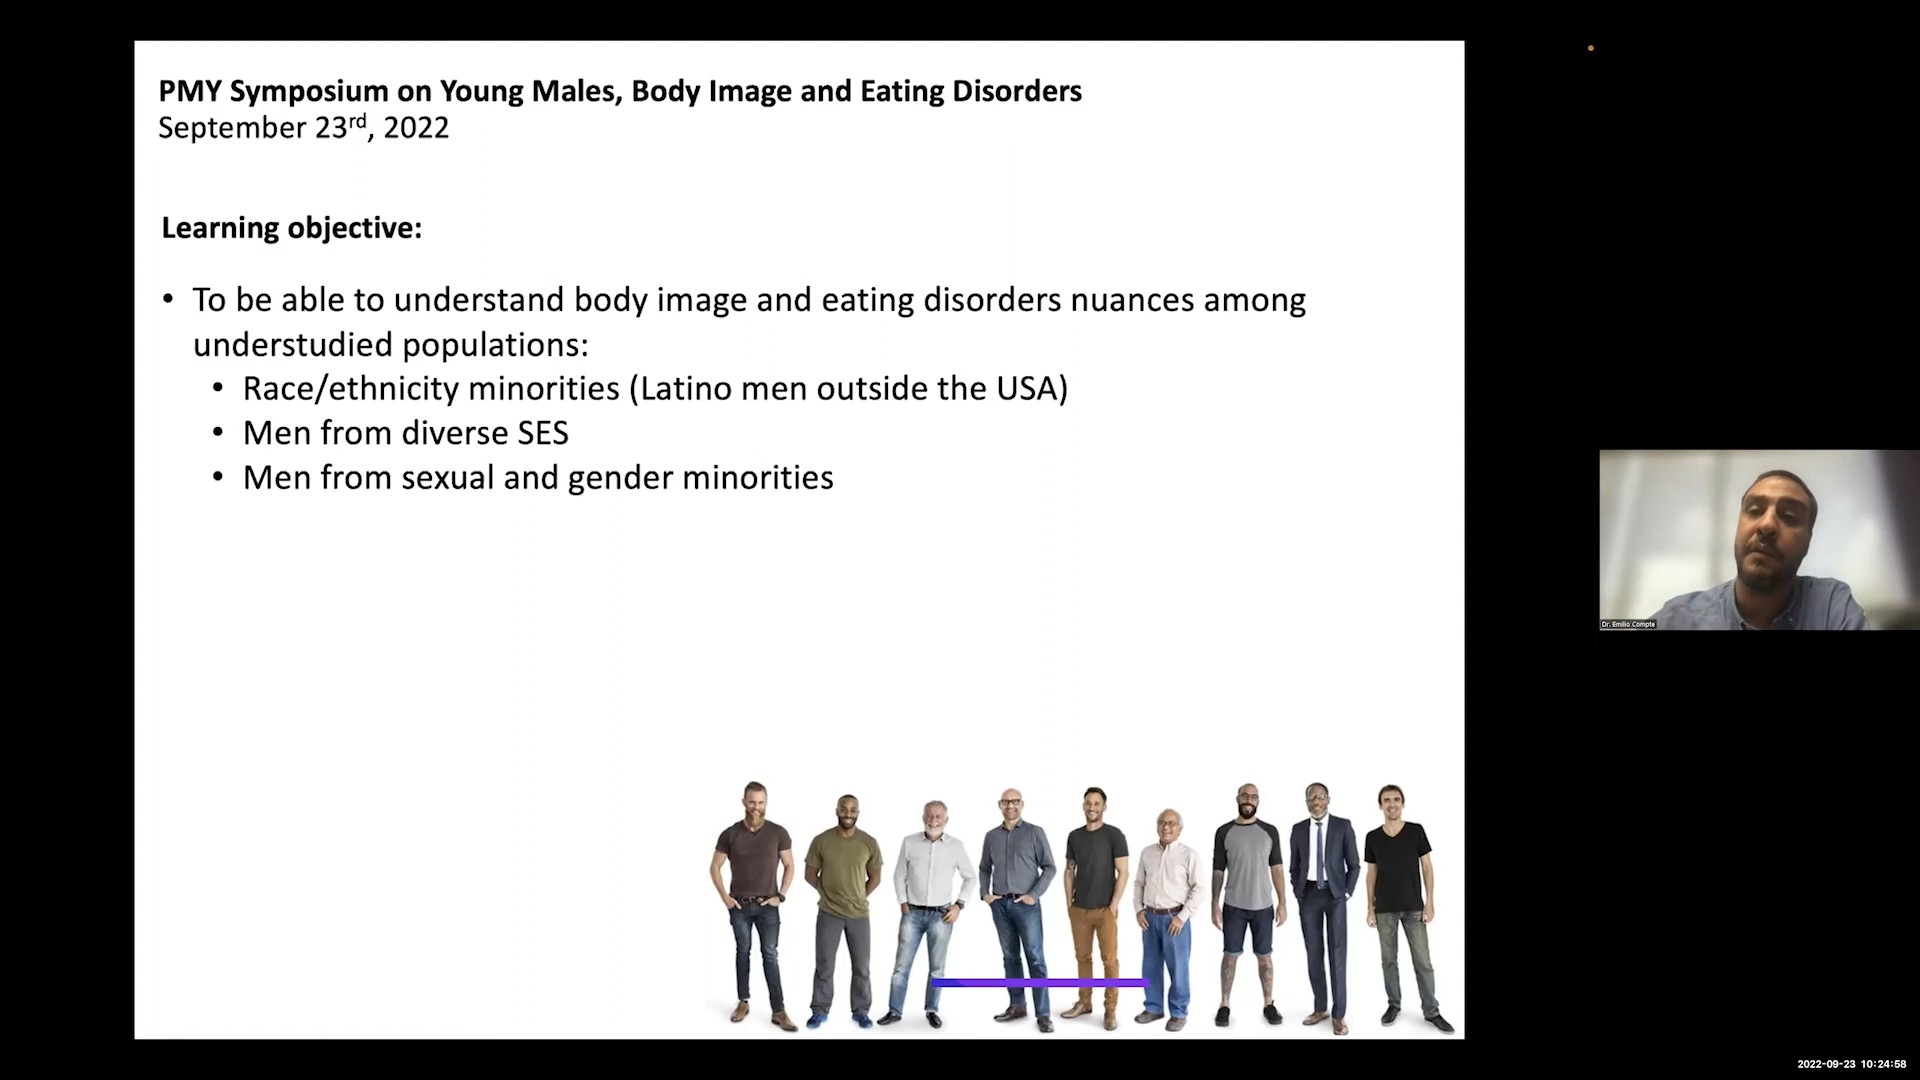 PMY Symposium on Young Males, Body Image and Eating Disorders
September 23rd, 2022
Learning objective:
• To be able to understand body image and eating disorders nuances among
understudied populations:
• Race/ethnicity minorities (Latino men outside the USA)
• Men from diverse SES
• Men from sexual and gender minorities
Dr. Emilio Compte
2022-09-23 10:24:58